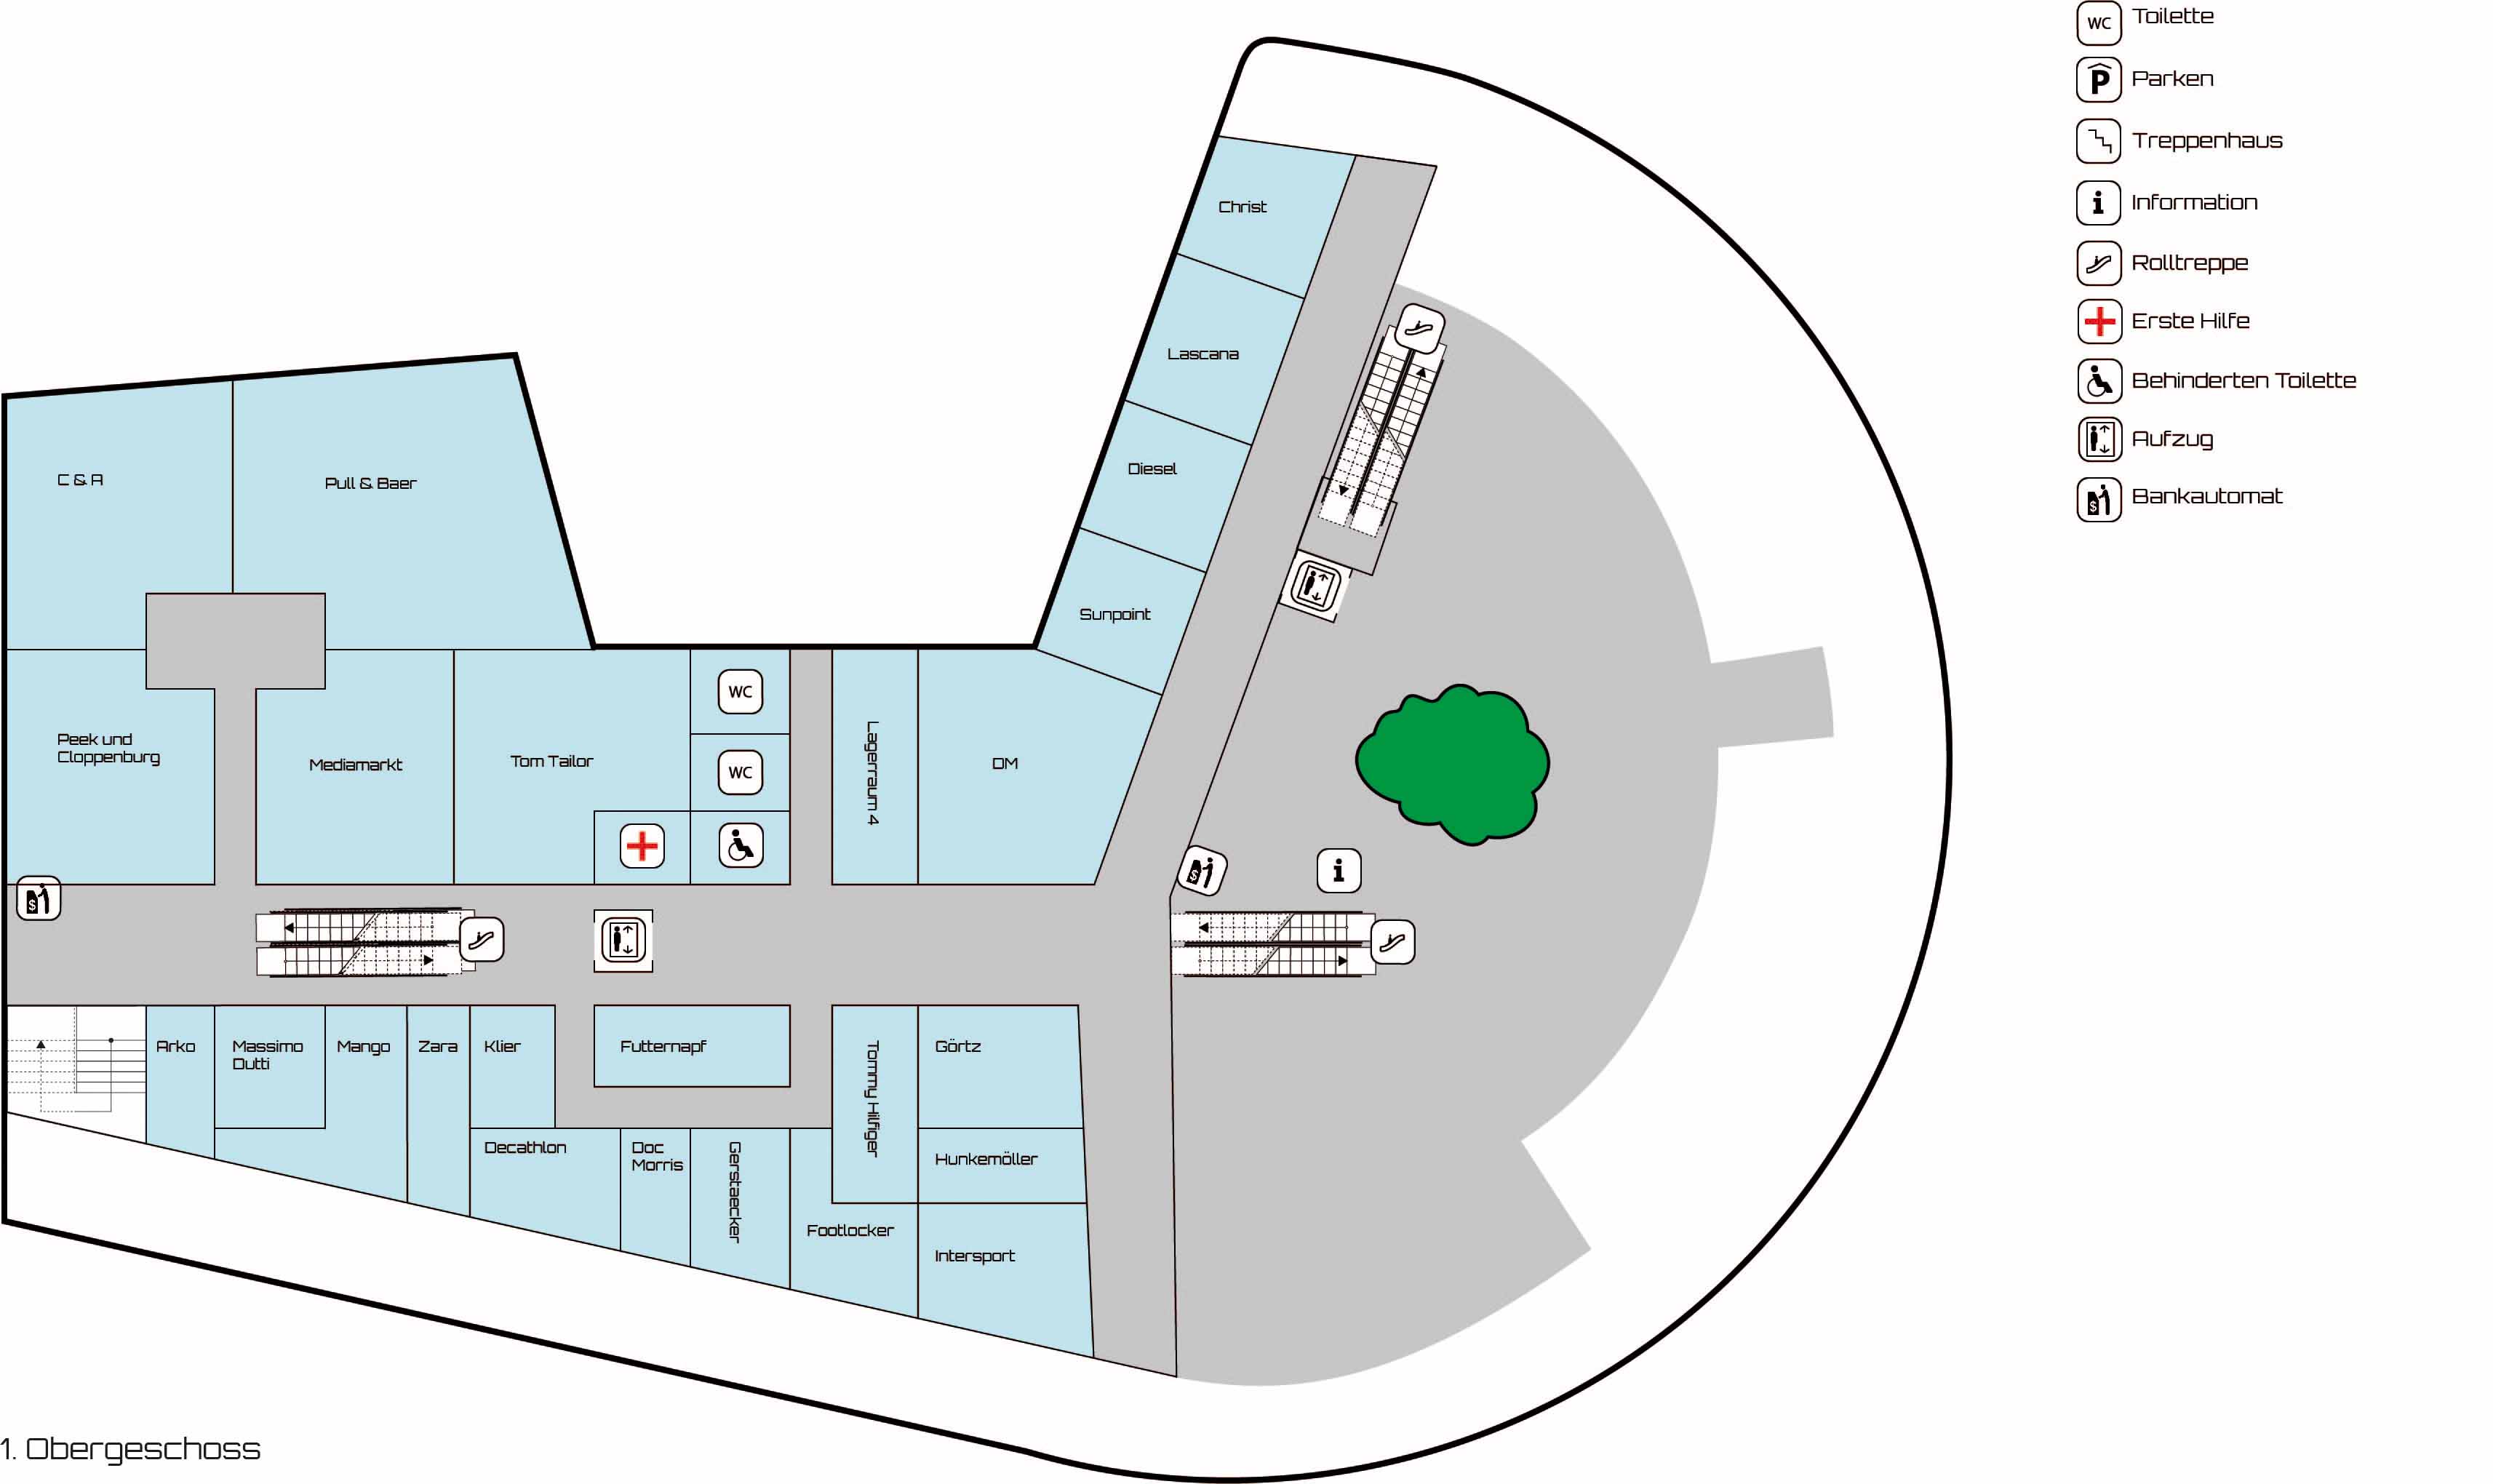 WC Toilette
P Parken
Treppenhaus
i Information
Rolltreppe
Erste Hilfe
Behinderten Toilette
Aufzug
$ Bankautomat
Christ
Lascana
Diesel
Sunpoint
C & A
Pull & Baer
Peek und
Cloppenburg
Mediamarkt
Tom Tailor
WC
WC
Lagerraum 4
DM
$
$
i
Arko
Massimo
Dutti
Mango
Zara
Klier
Futternapf
Tommy Hilfiger
Görtz
Decathlon
Doc
Morris
Gerstaecker
Hunkemöller
Footlocker
Intersport
1. Obergeschoss